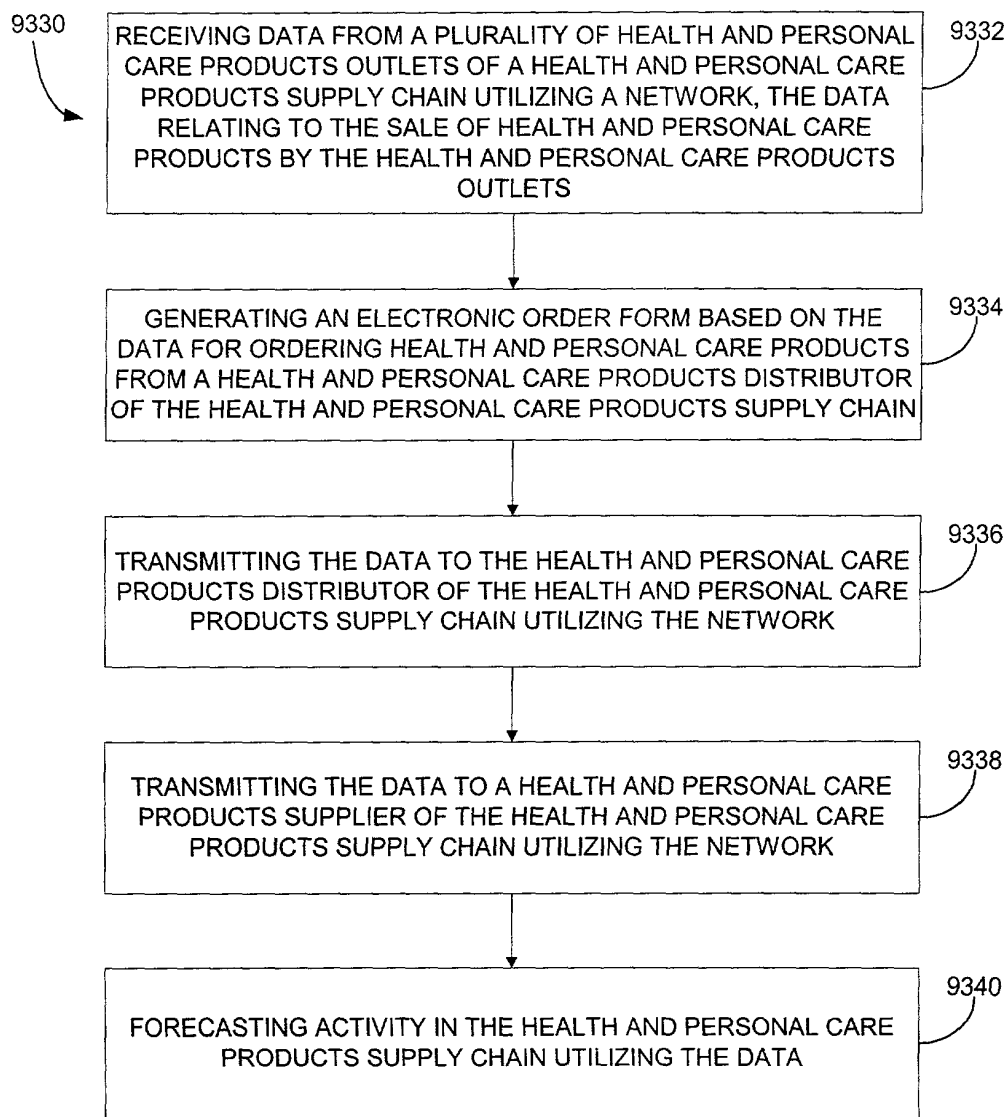 9330
RECEIVING DATA FROM A PLURALITY OF HEALTH AND PERSONAL
CARE PRODUCTS OUTLETS OF A HEALTH AND PERSONAL CARE
PRODUCTS SUPPLY CHAIN UTILIZING A NETWORK, THE DATA
RELATING TO THE SALE OF HEALTH AND PERSONAL CARE
PRODUCTS BY THE HEALTH AND PERSONAL CARE PRODUCTS
OUTLETS
9332
GENERATING AN ELECTRONIC ORDER FORM BASED ON THE
DATA FOR ORDERING HEALTH AND PERSONAL CARE PRODUCTS
FROM A HEALTH AND PERSONAL CARE PRODUCTS DISTRIBUTOR
OF THE HEALTH AND PERSONAL CARE PRODUCTS SUPPLY CHAIN
9334
TRANSMITTING THE DATA TO THE HEALTH AND PERSONAL CARE
PRODUCTS DISTRIBUTOR OF THE HEALTH AND PERSONAL CARE
PRODUCTS SUPPLY CHAIN UTILIZING THE NETWORK
9336
TRANSMITTING THE DATA TO A HEALTH AND PERSONAL CARE
PRODUCTS SUPPLIER OF THE HEALTH AND PERSONAL CARE
PRODUCTS SUPPLY CHAIN UTILIZING THE NETWORK
9338
FORECASTING ACTIVITY IN THE HEALTH AND PERSONAL CARE
PRODUCTS SUPPLY CHAIN UTILIZING THE DATA
9340